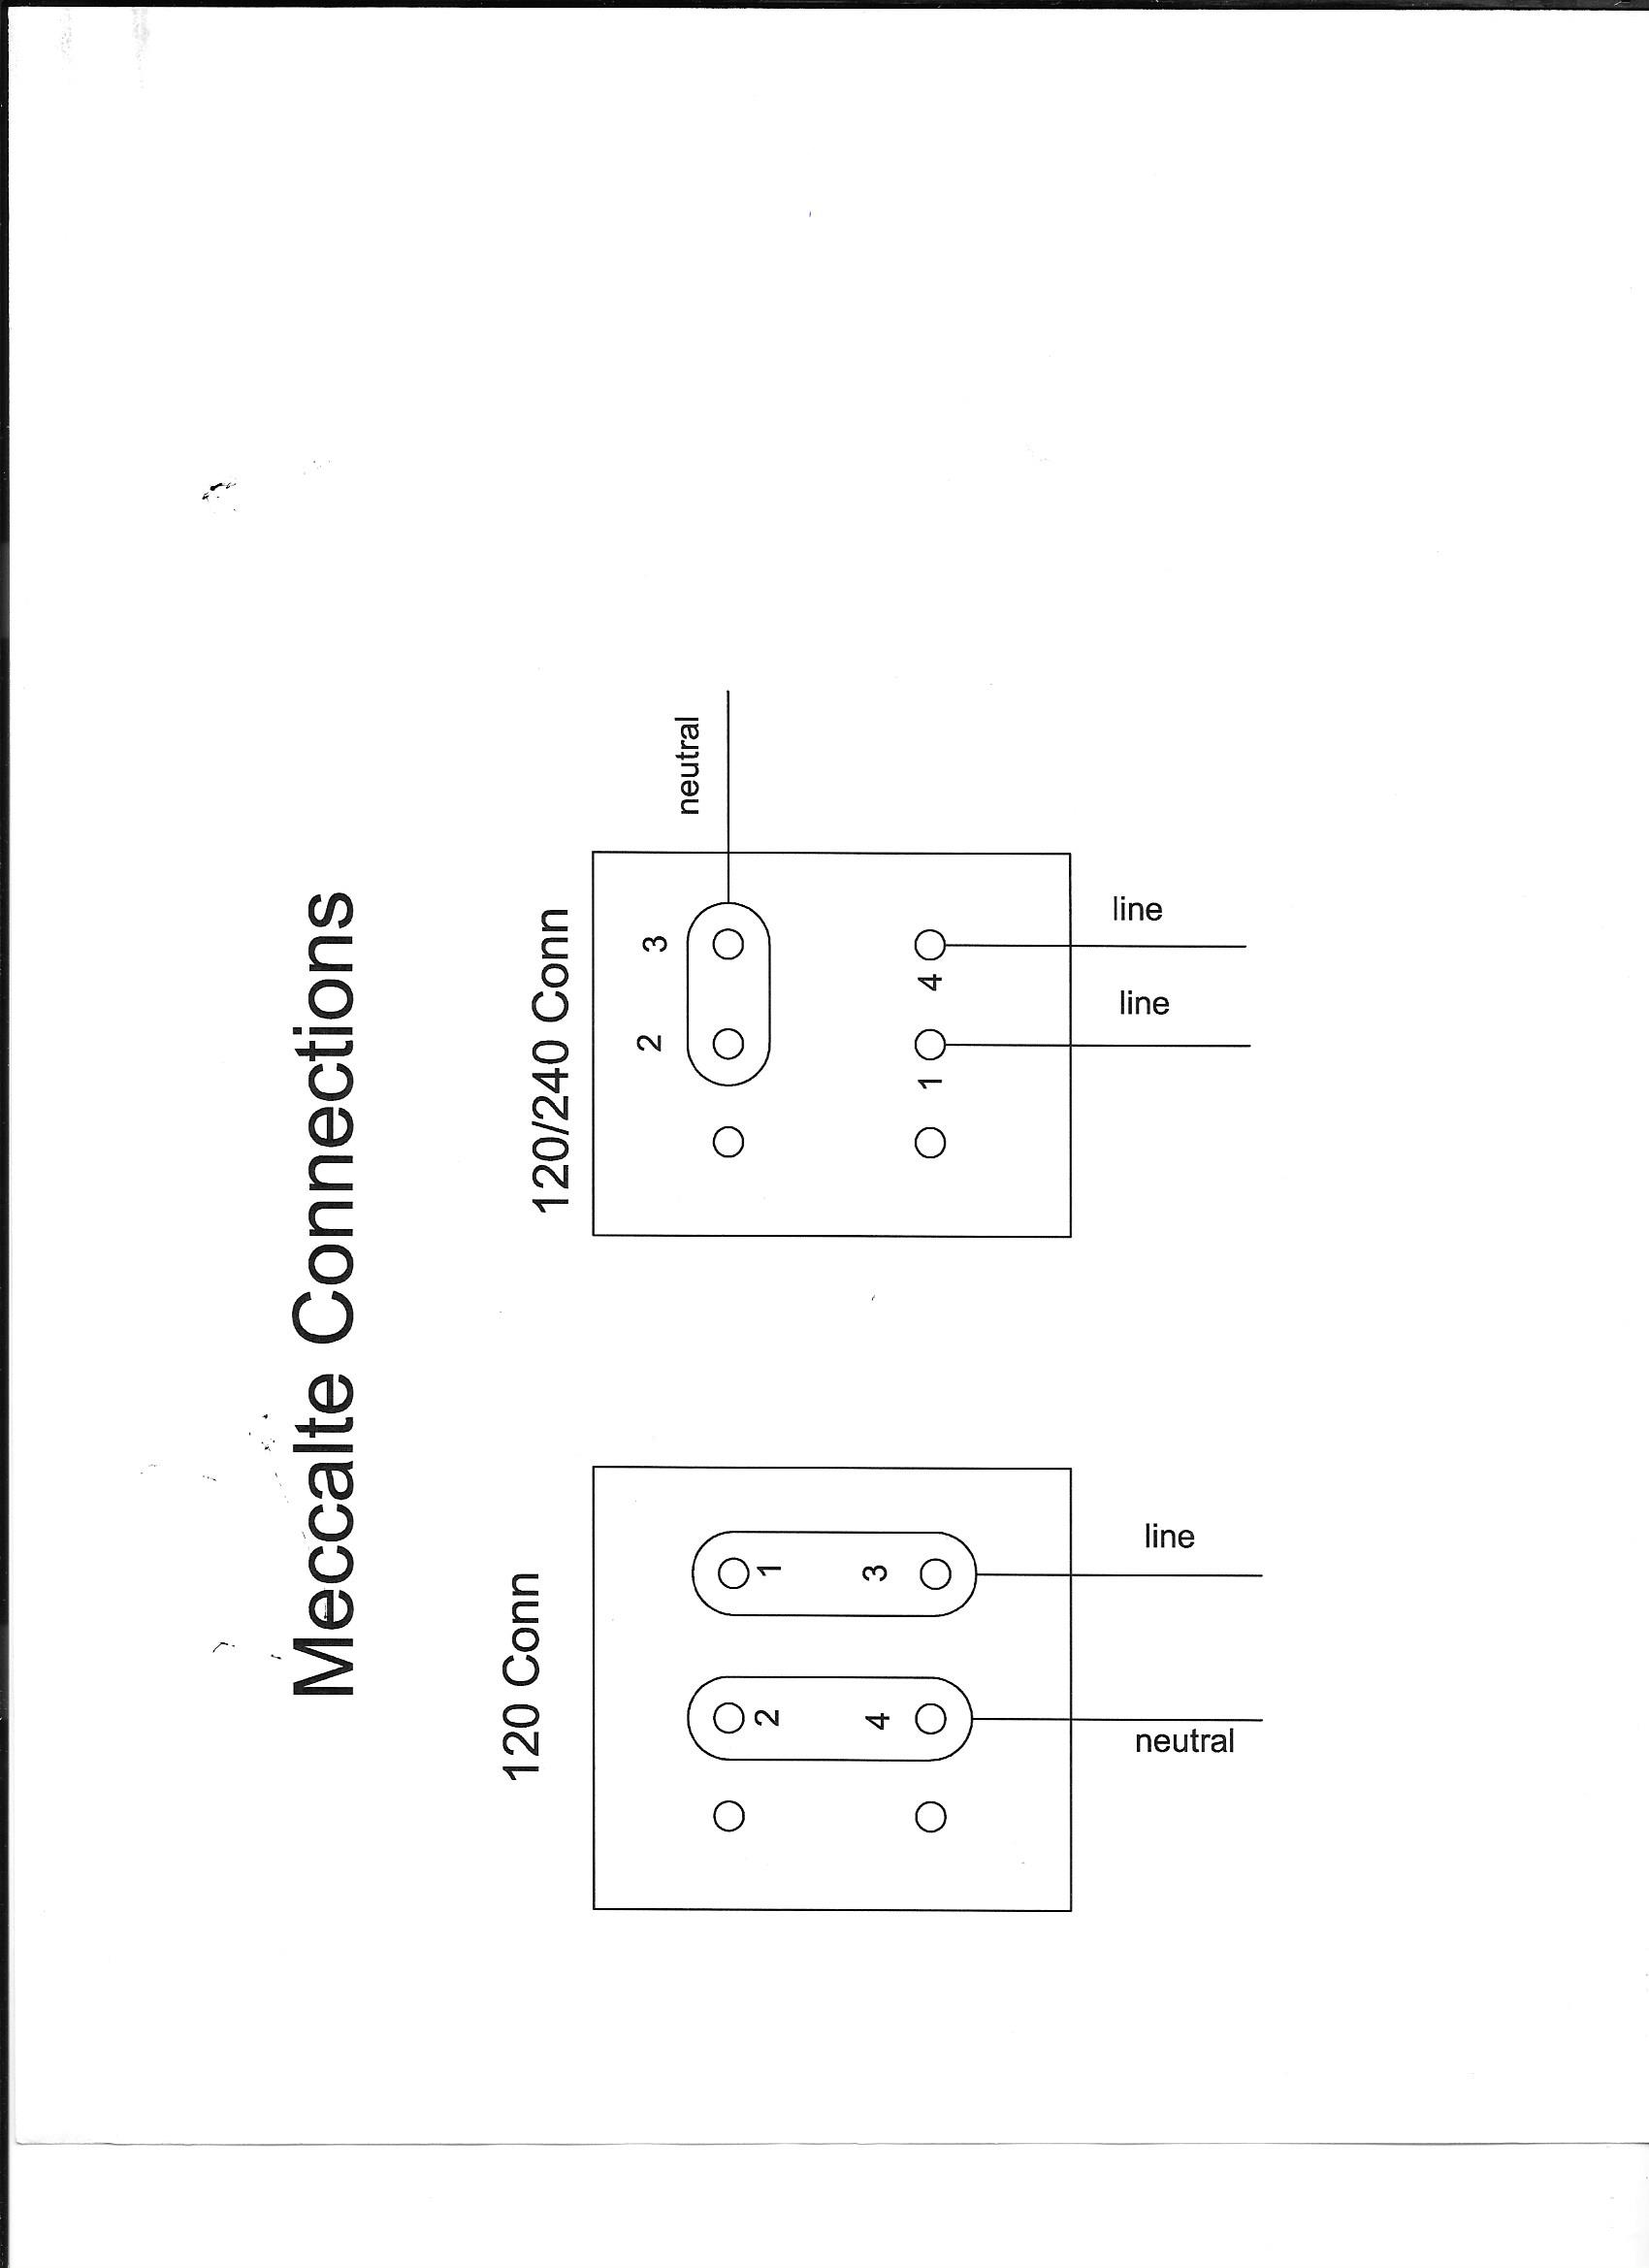 Meccalte Connections
120 Conn
1
3
2
4
line
neutral
120/240 Conn
2
3
1
4
neutral
line
line